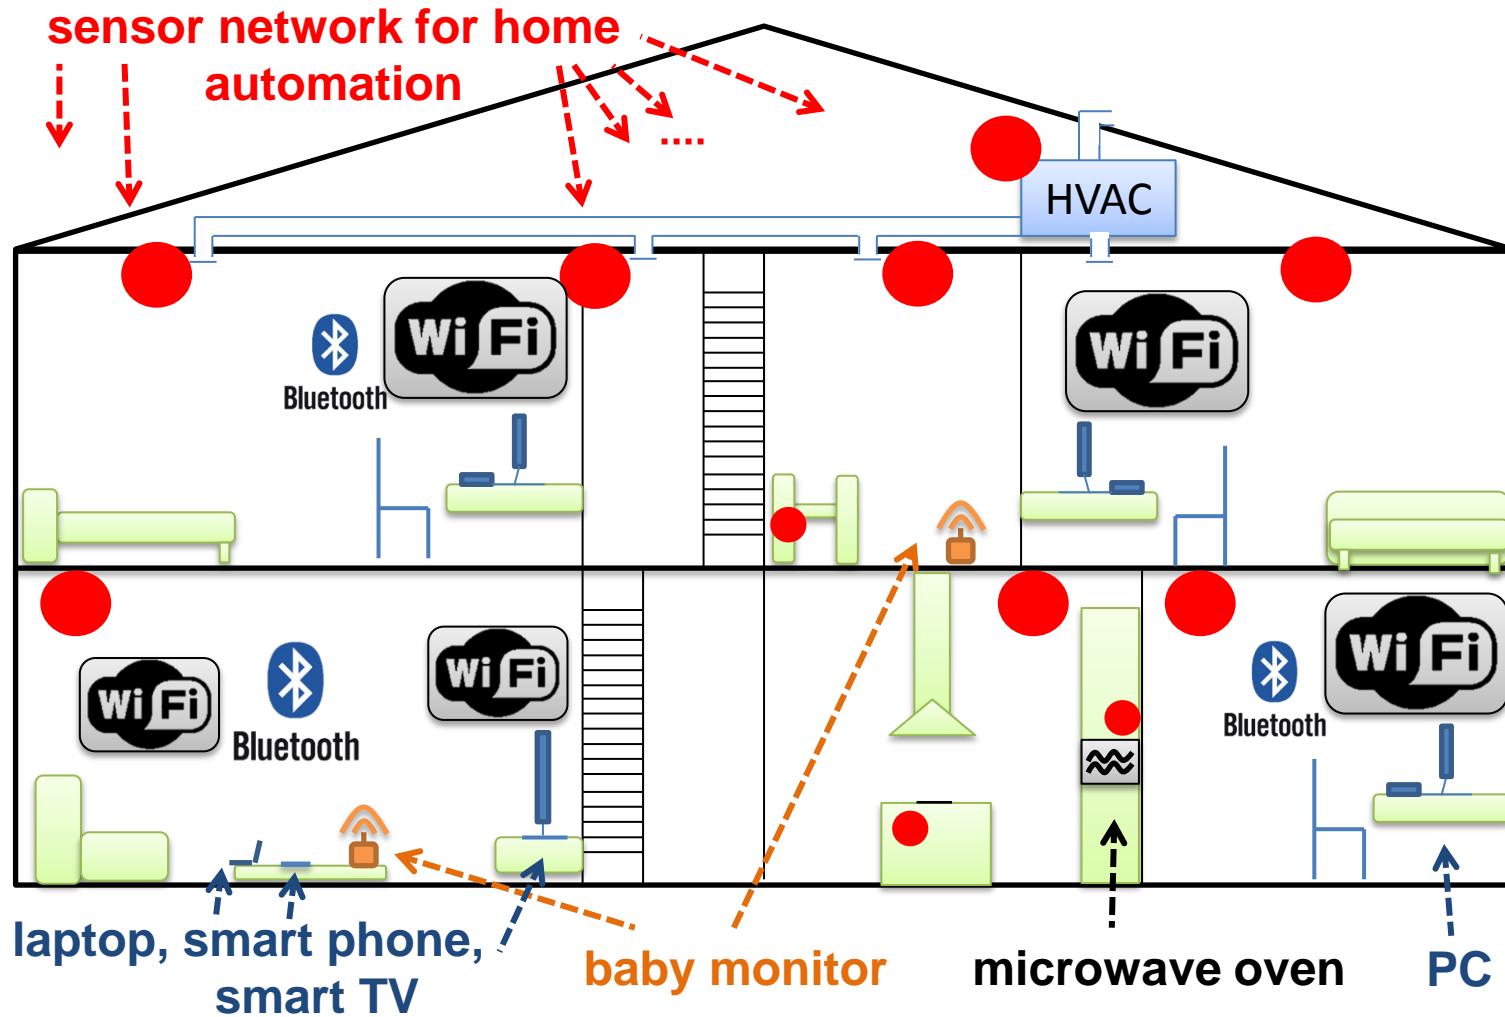 sensor network for home
automation
....
HVAC
Wi Fi
Bluetooth
Wi Fi
Wi Fi
Bluetooth
Wi Fi
Bluetooth
Wi Fi
laptop, smart phone,
smart TV
baby monitor
microwave oven
PC